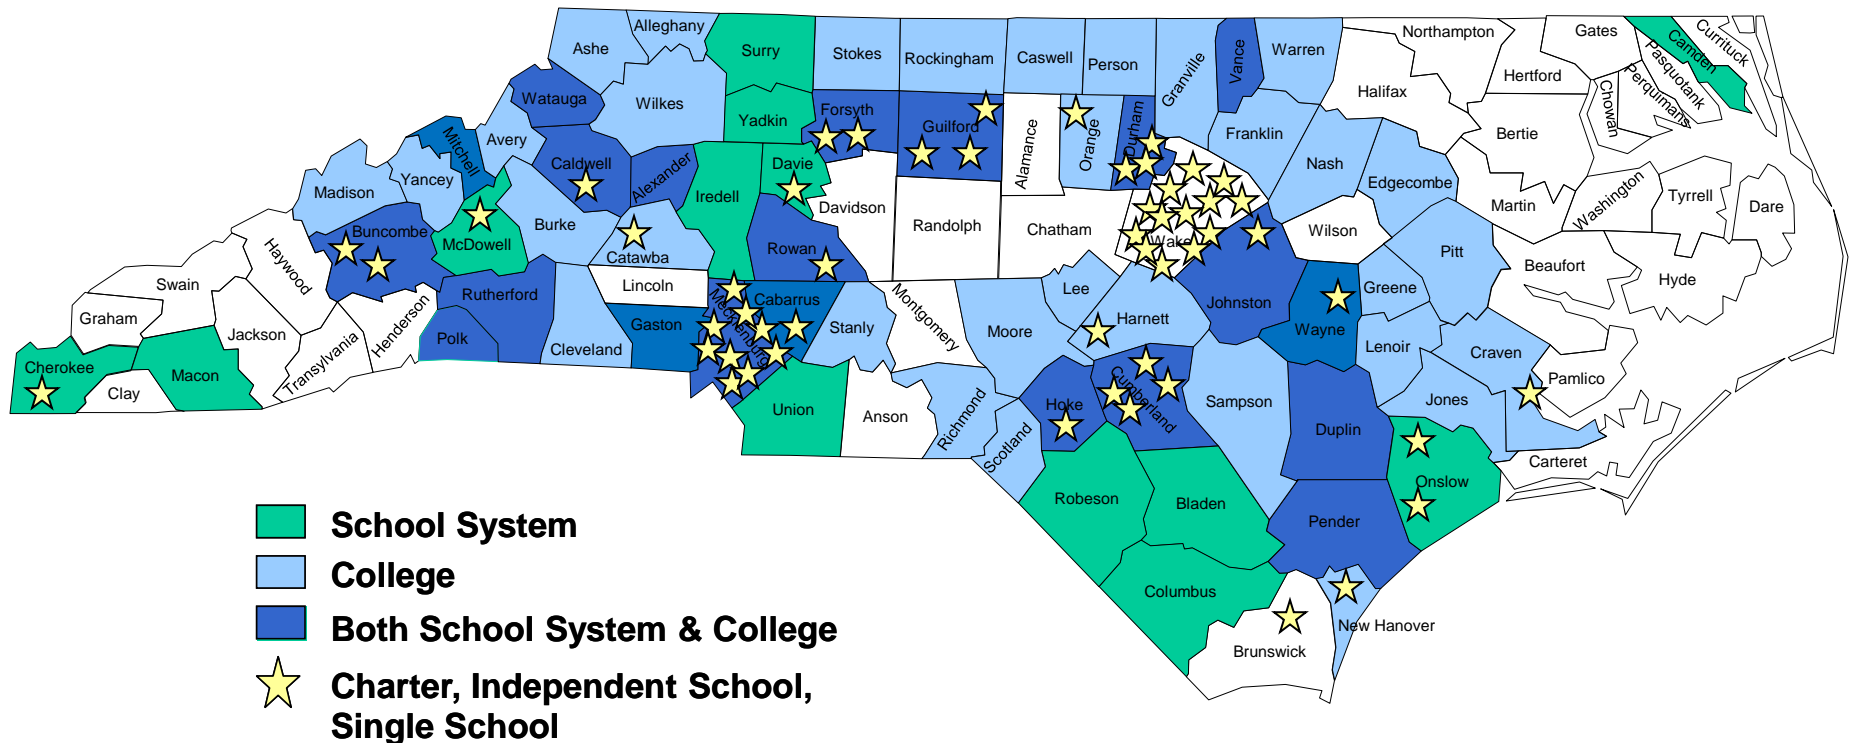 Alleghany
Ashe
Surry
Stokes
Rockingham
Caswell
Person
Granville
Vance
Warren
Northampton
Gates
Currituck
Camden
Pasquotank
Perquimans
Chowan
Hertford
Halifax
Bertie
Watauga
Wilkes
Yadkin
Forsyth
Guilford
Alamance
Orange
Durham
Franklin
Nash
Edgecombe
Martin
Washington
Tyrrell
Dare
Mitchell
Avery
Caldwell
Alexander
Iredell
Davie
Davidson
Randolph
Chatham
Wake
Wilson
Pitt
Beaufort
Hyde
Madison
Yancey
Buncombe
McDowell
Burke
Catawba
Rowan
Haywood
Swain
Graham
Jackson
Transylvania
Henderson
Rutherford
Polk
Lincoln
Gaston
Cleveland
Mecklenburg
Cabarrus
Stanly
Montgomery
Moore
Lee
Harnett
Johnston
Wayne
Greene
Lenoir
Craven
Pamlico
Cherokee
Clay
Macon
Union
Anson
Richmond
Scotland
Hoke
Cumberland
Sampson
Duplin
Jones
Carteret
Onslow
Robeson
Bladen
Pender
Columbus
New Hanover
Brunswick
School System
College
Both School System & College
Charter, Independent School,
Single School